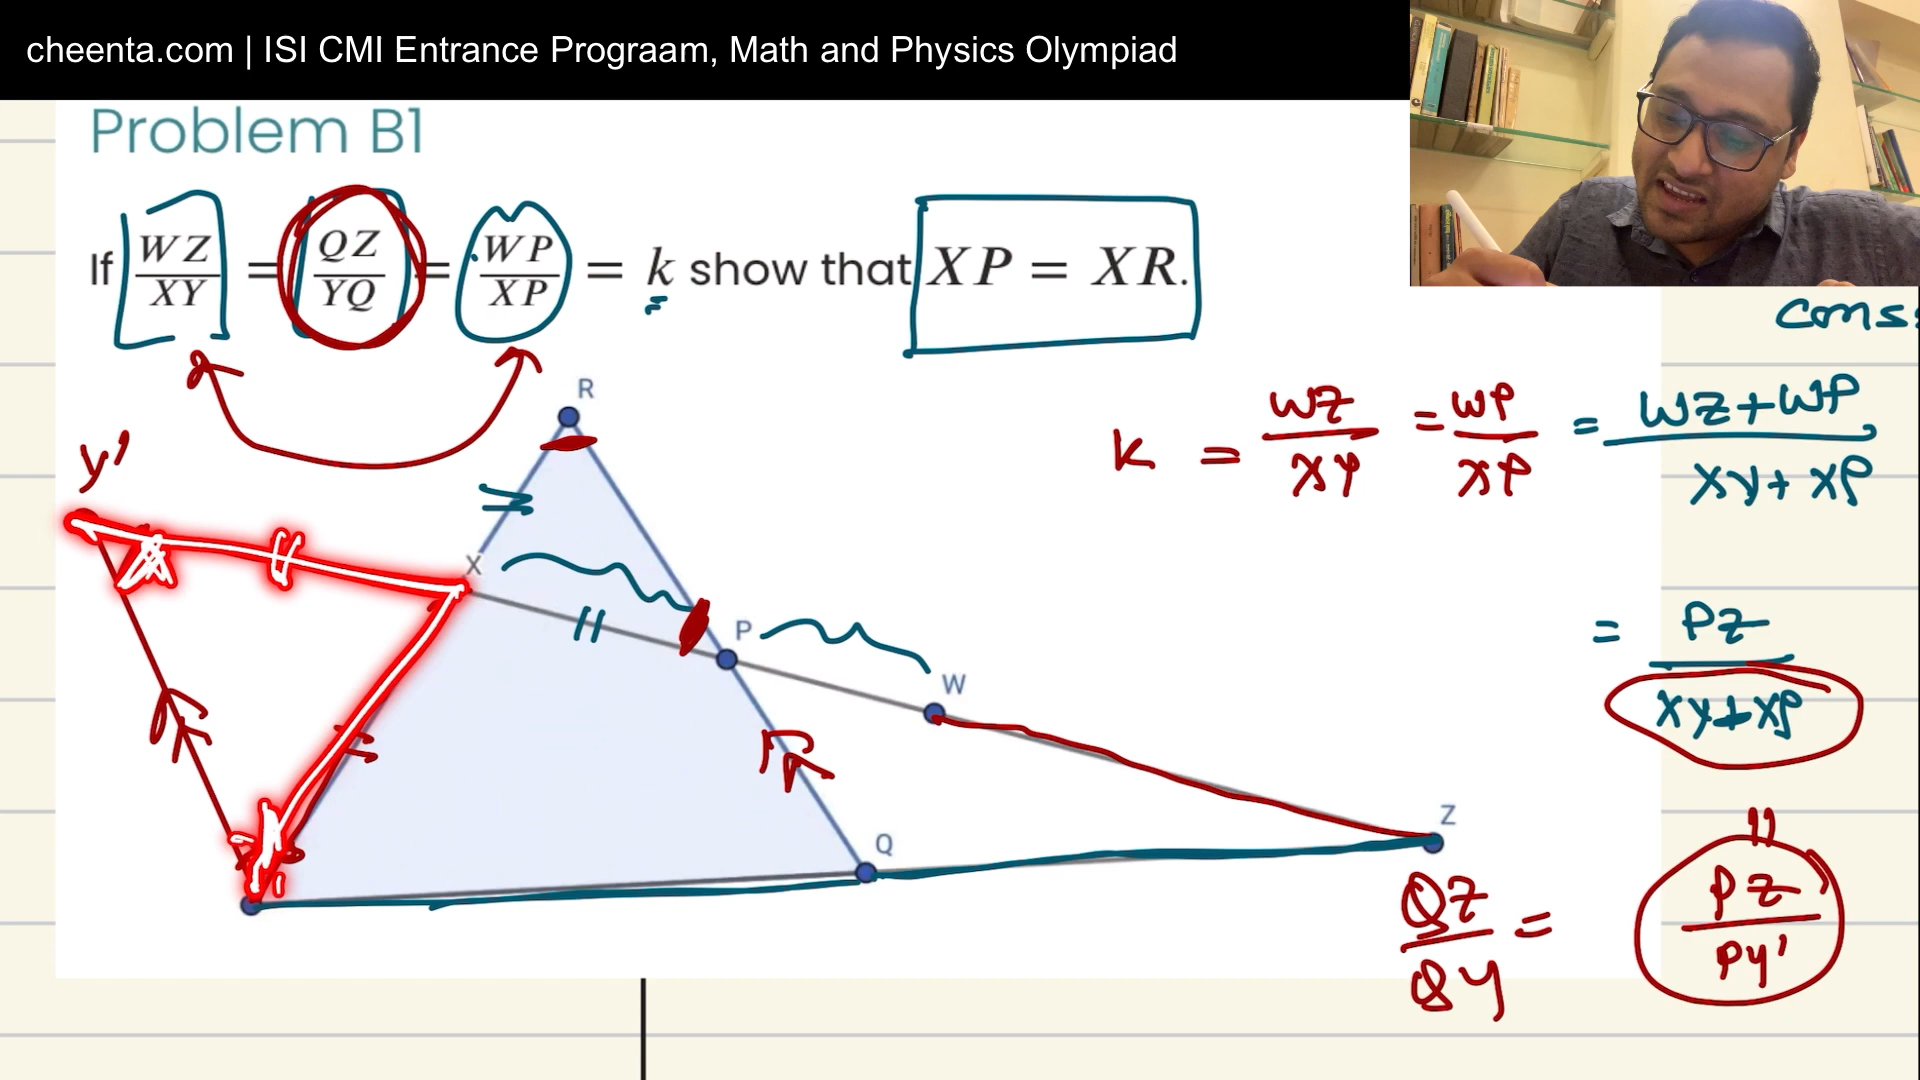 cheenta.com | ISI CMI Entrance Prograam, Math and Physics Olympiad
Problem B1
If WZ/XY = QZ/YQ = WP/XP = k show that XP = XR.
cons
R
y'
K = WZ/XY = WP/XP = WZ+WP/XY+XP
X
P
= PZ/XY+XP
W
Z
Q
QZ/QY = PZ/PY'